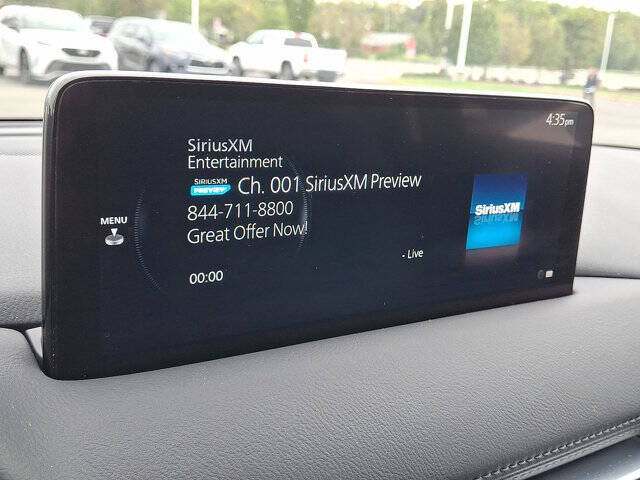 4:35pm
SiriusXM
Entertainment
SIRIUSXM
PREVIEW
Ch. 001 SiriusXM Preview
844-711-8800
Great Offer Now!
MENU
SiriusXM
- Live
00:00